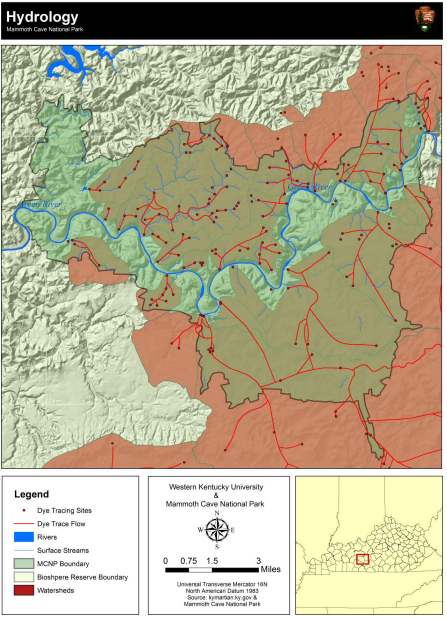 Hydrology
Mammoth Cave National Park
Green River
Green River
Legend
Dye Tracing Sites
Dye Trace Flow
Rivers
Surface Streams
MCNP Boundary
Bioshpere Reserve Boundary
Watersheds
Western Kentucky University
&
Mammoth Cave National Park
N
W E
S
0 0.75 1.5 3
Miles
Universal Transverse Mercator 16N
North American Datum 1983
Source: kymartian.ky.gov &
Mammoth Cave National Park